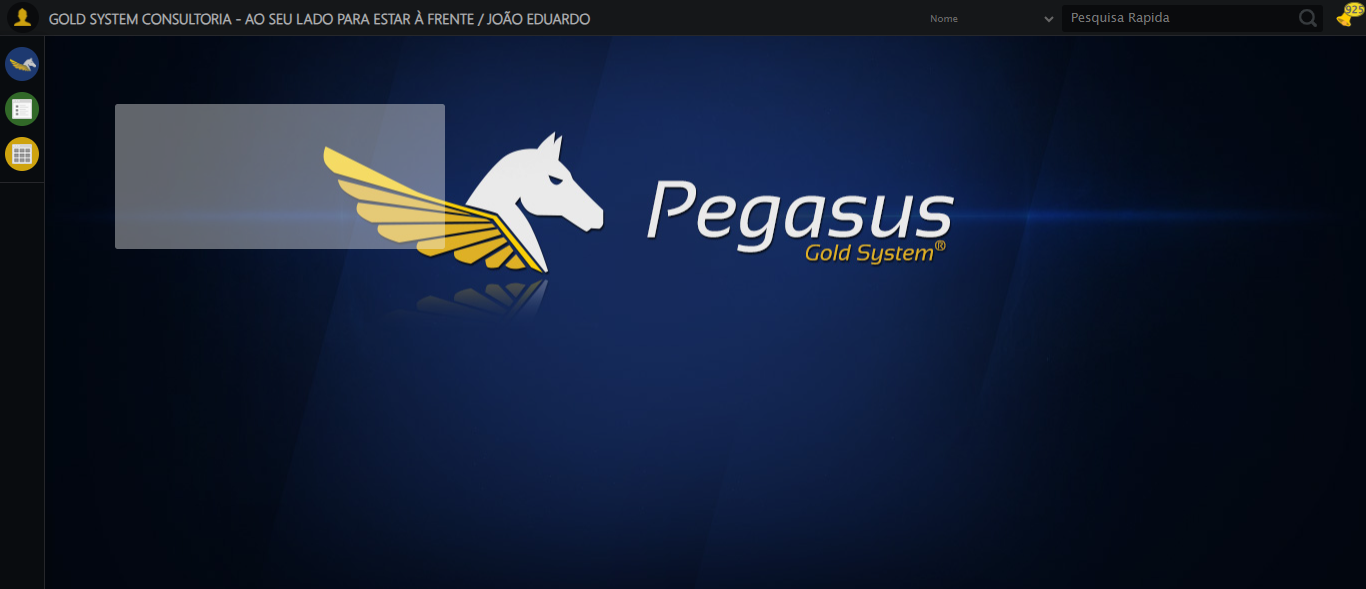 GOLD SYSTEM CONSULTORIA - AO SEU LADO PARA ESTAR À FRENTE / JOÃO EDUARDO
Nome
Pesquisa Rapida
925
Pegasus
Gold System®